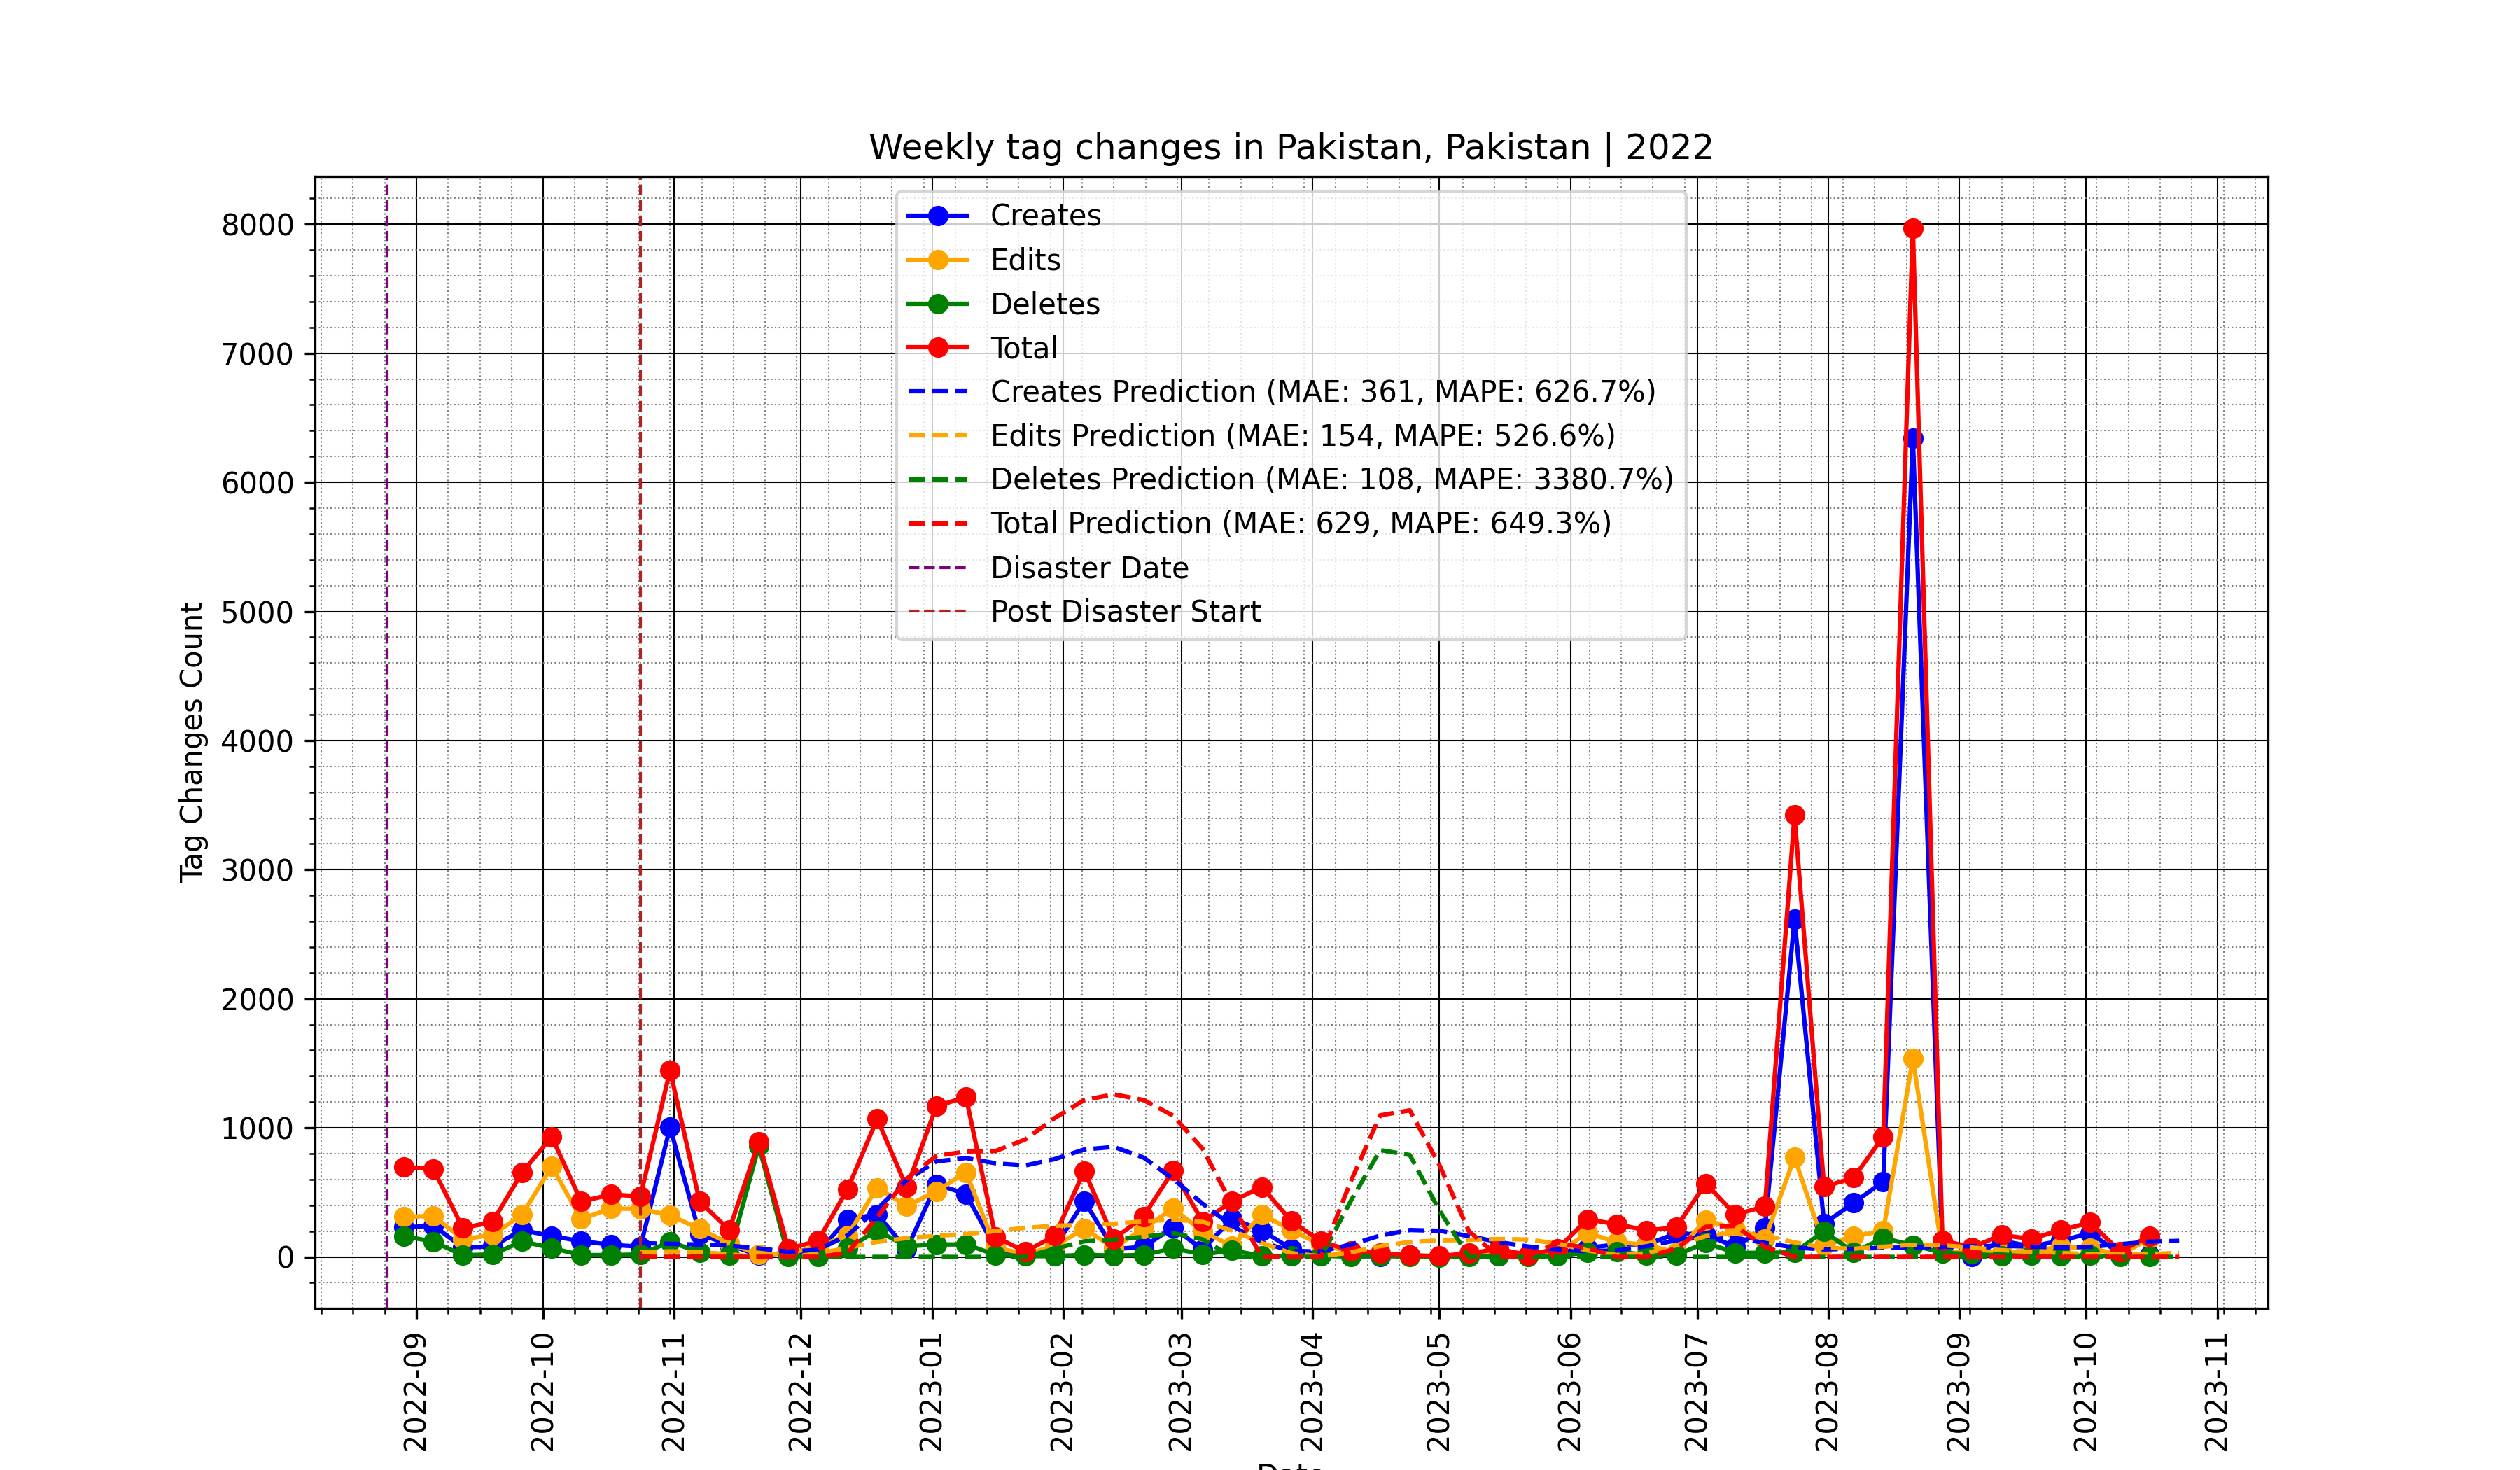 Weekly tag changes in Pakistan, Pakistan | 2022
Creates
Edits
Deletes
Total
Creates Prediction (MAE: 361, MAPE: 626.7%)
Edits Prediction (MAE: 154, MAPE: 526.6%)
Deletes Prediction (MAE: 108, MAPE: 3380.7%)
Total Prediction (MAE: 629, MAPE: 649.3%)
Disaster Date
Post Disaster Start
Tag Changes Count
8000
7000
6000
5000
4000
3000
2000
1000
0
2022-09
2022-10
2022-11
2022-12
2023-01
2023-02
2023-03
2023-04
2023-05
2023-06
2023-07
2023-08
2023-09
2023-10
2023-11
Date